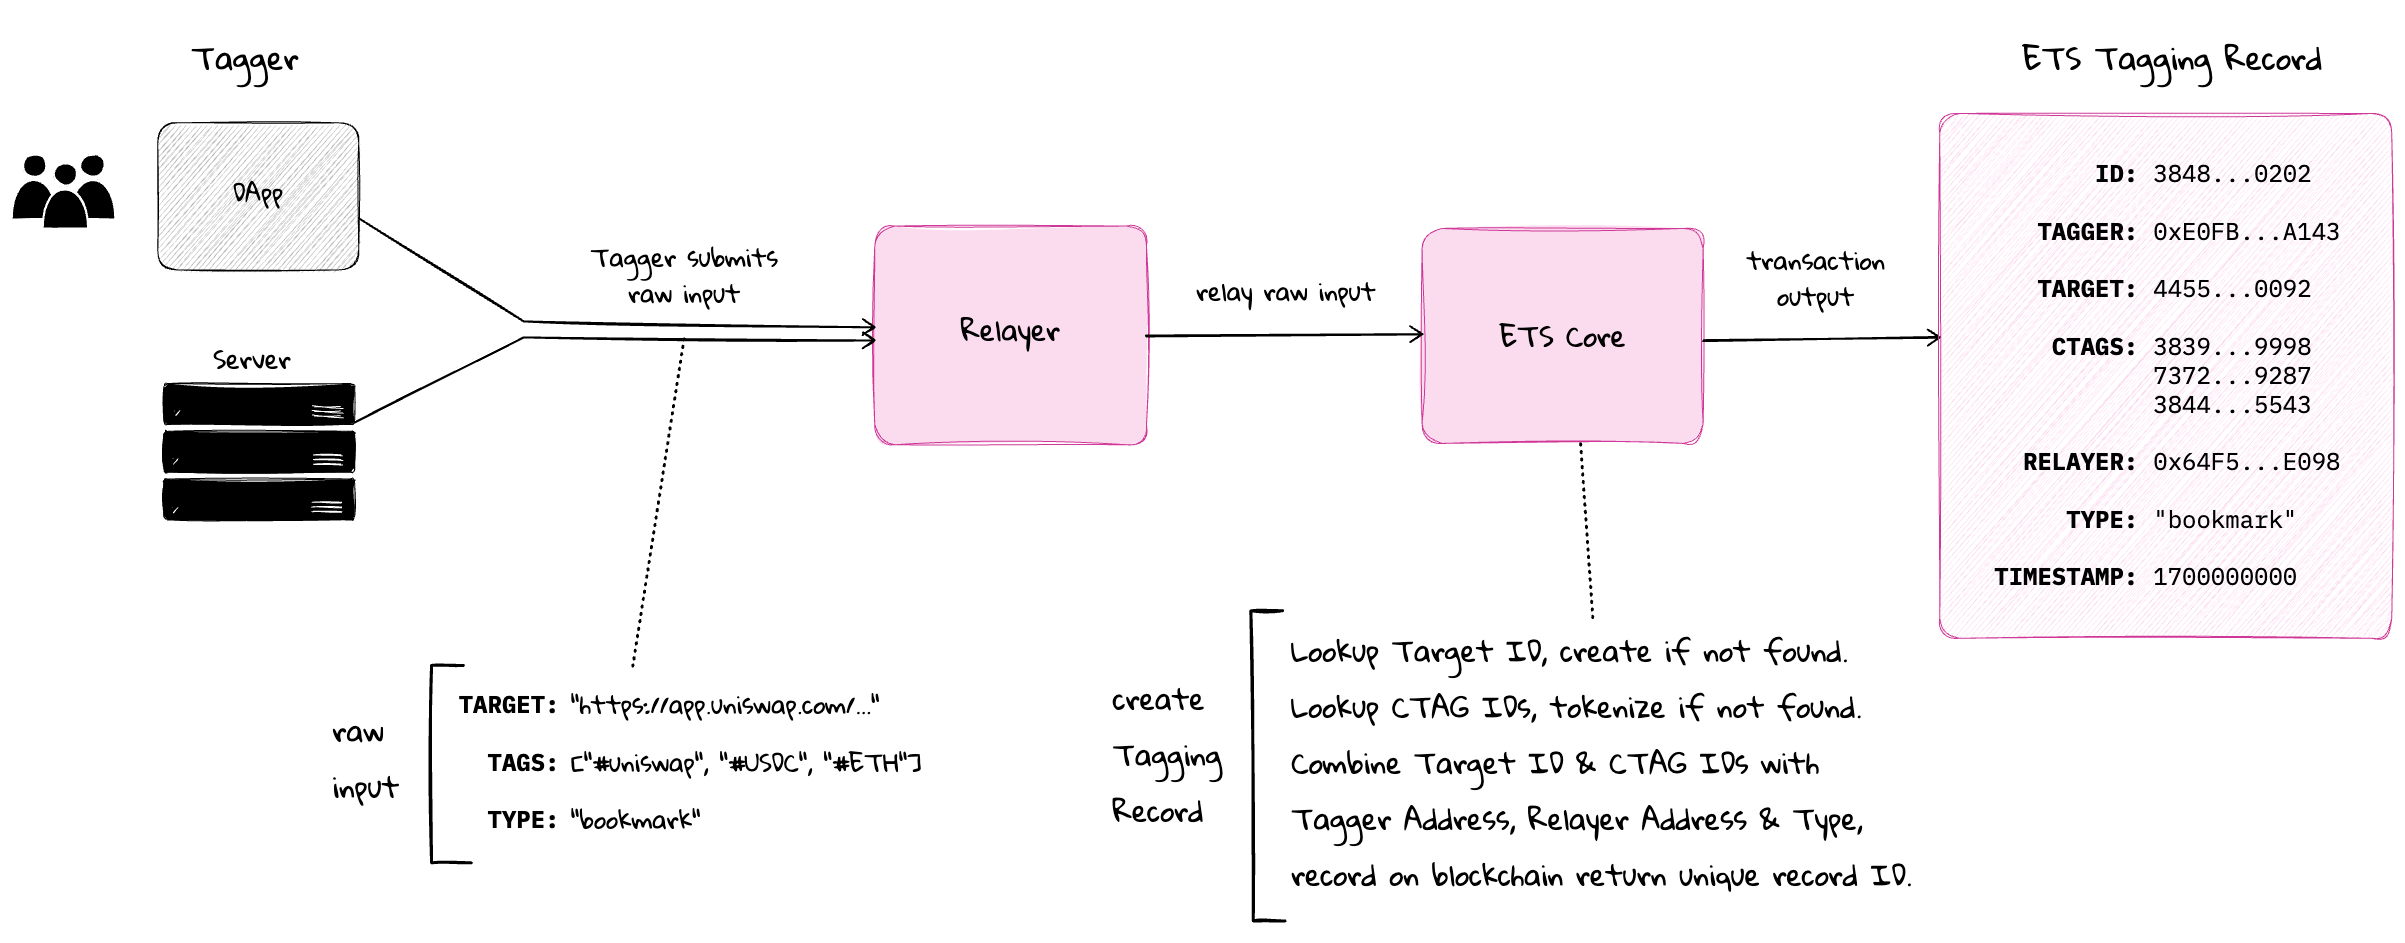 Tagger
DApp
Server
Tagger submits
raw input
Relayer
relay raw input
ETS Core
transaction
output
ETS Tagging Record
ID: 3848...0202
TAGGER: 0xE0FB...A143
TARGET: 4455...0092
CTAGS: 3839...9998
7372...9287
3844...5543
RELAYER: 0x64F5...E098
TYPE: "bookmark"
TIMESTAMP: 1700000000
raw
input
TARGET: "https://app.uniswap.com/..."
TAGS: ["#Uniswap", "#USDC", "#ETH"]
TYPE: "bookmark"
create
Tagging
Record
Lookup Target ID, create if not found.
Lookup CTAG IDs, tokenize if not found.
Combine Target ID & CTAG IDs with
Tagger Address, Relayer Address & Type,
record on blockchain return unique record ID.